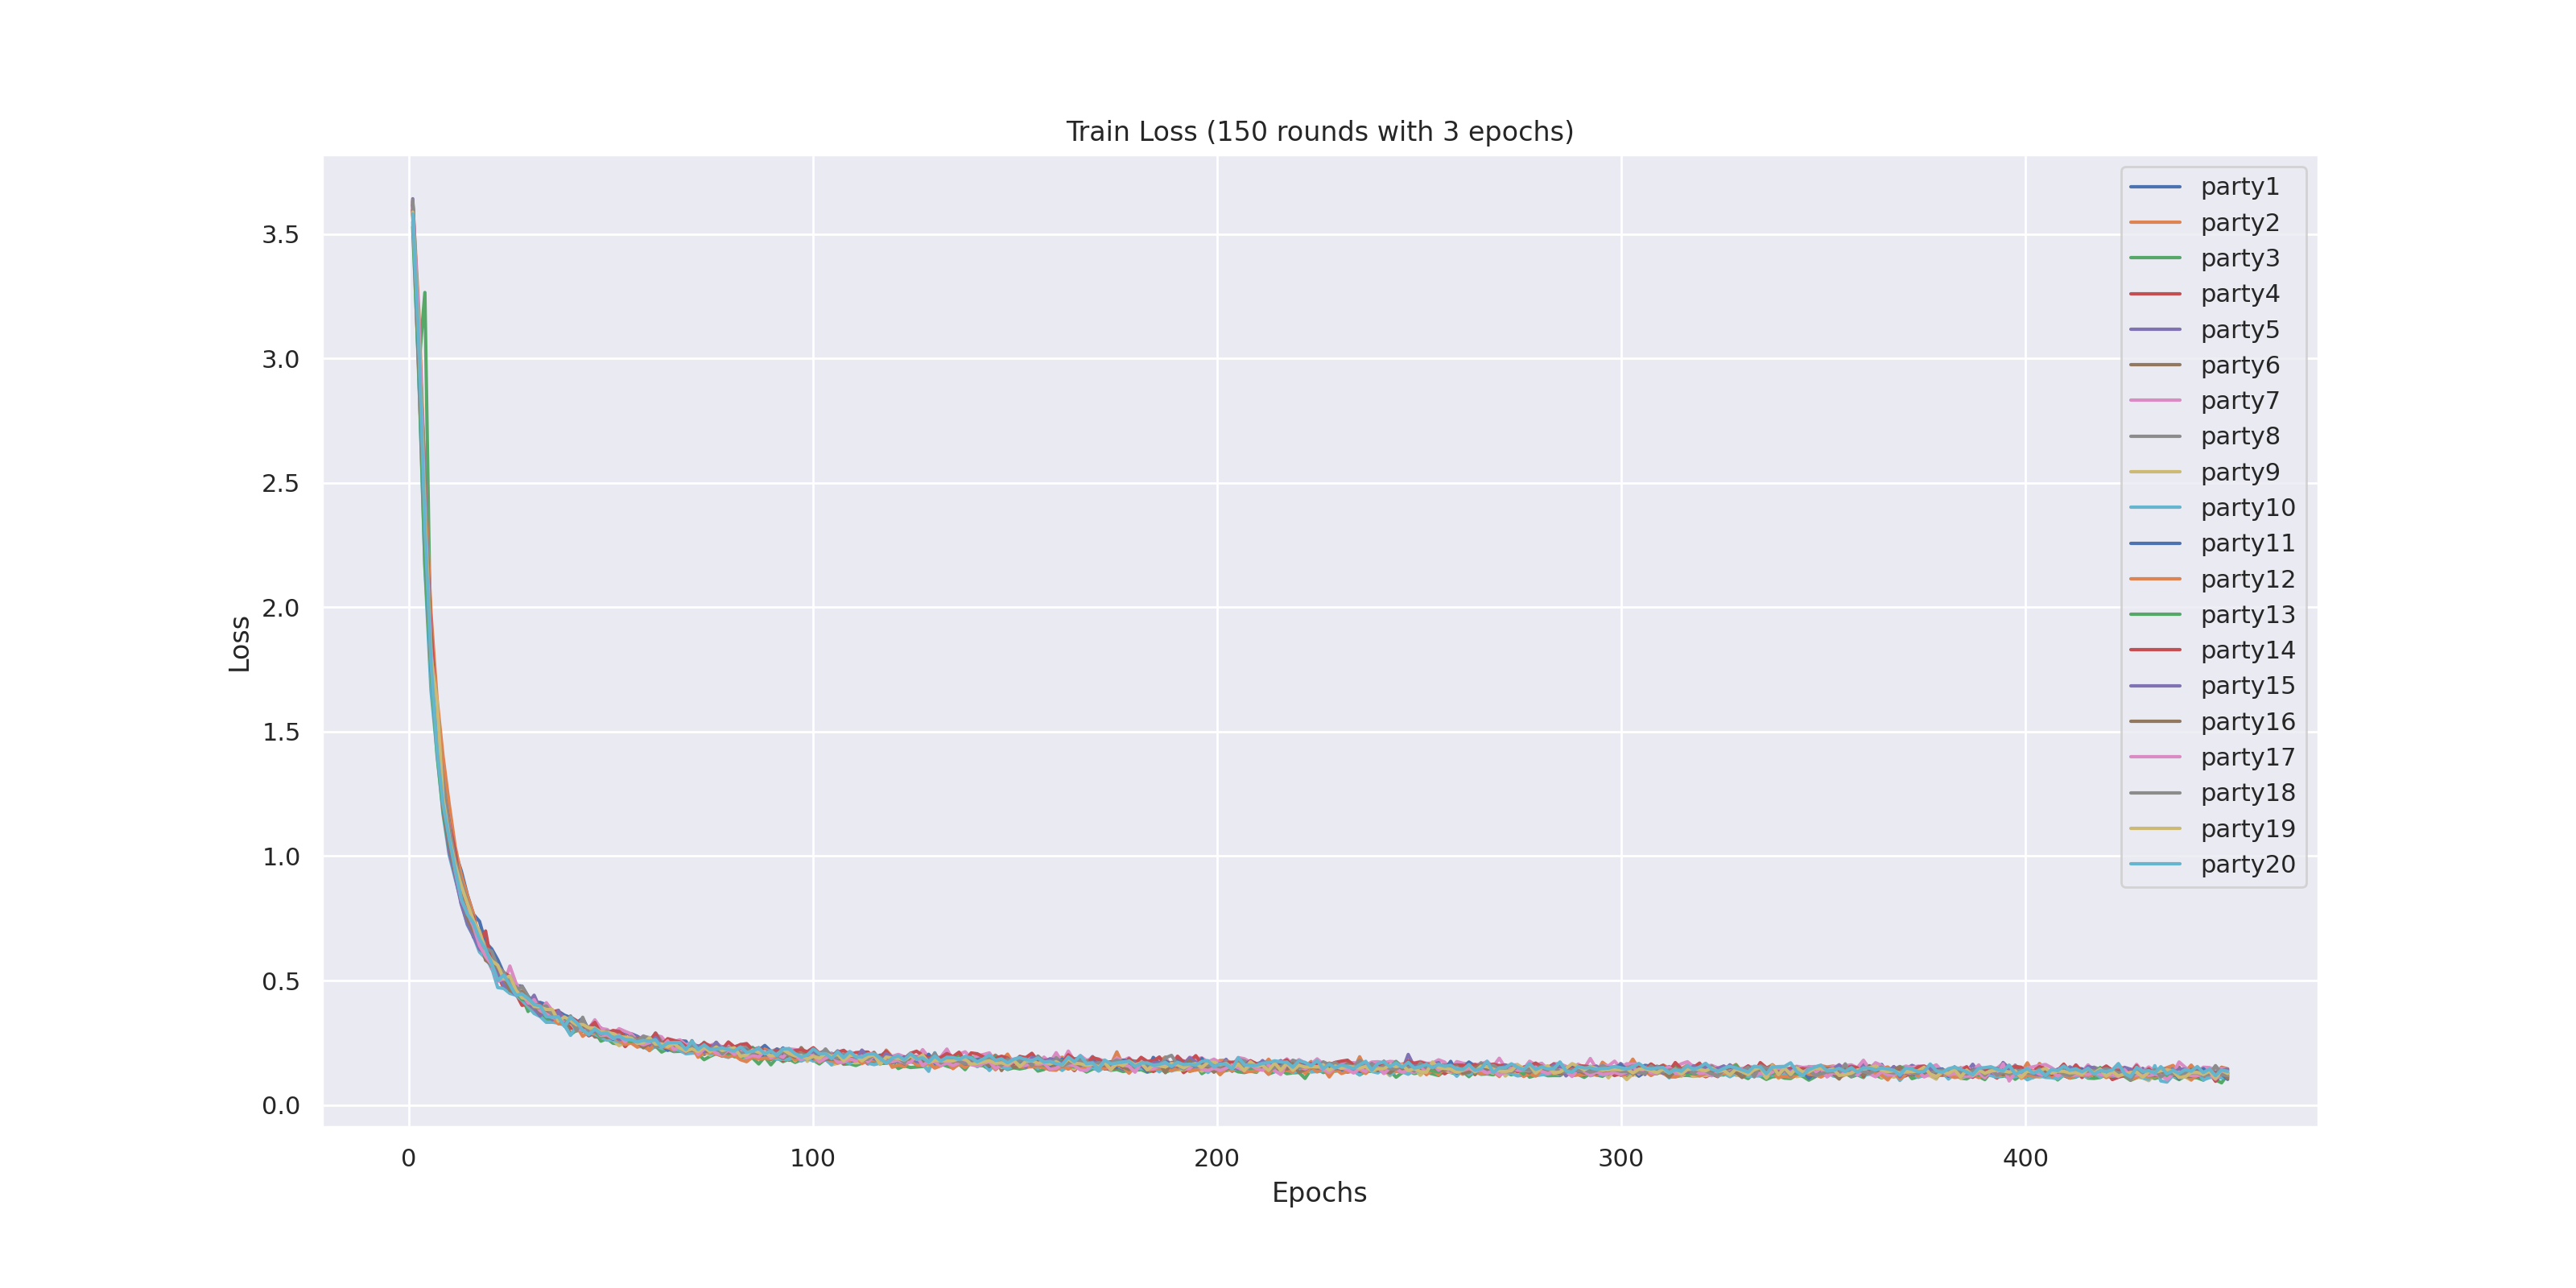 Train Loss (150 rounds with 3 epochs)
3.5
3.0
2.5
2.0
1.5
1.0
0.5
0.0
Loss
0
100
200
300
400
Epochs
party1
party2
party3
party4
party5
party6
party7
party8
party9
party10
party11
party12
party13
party14
party15
party16
party17
party18
party19
party20